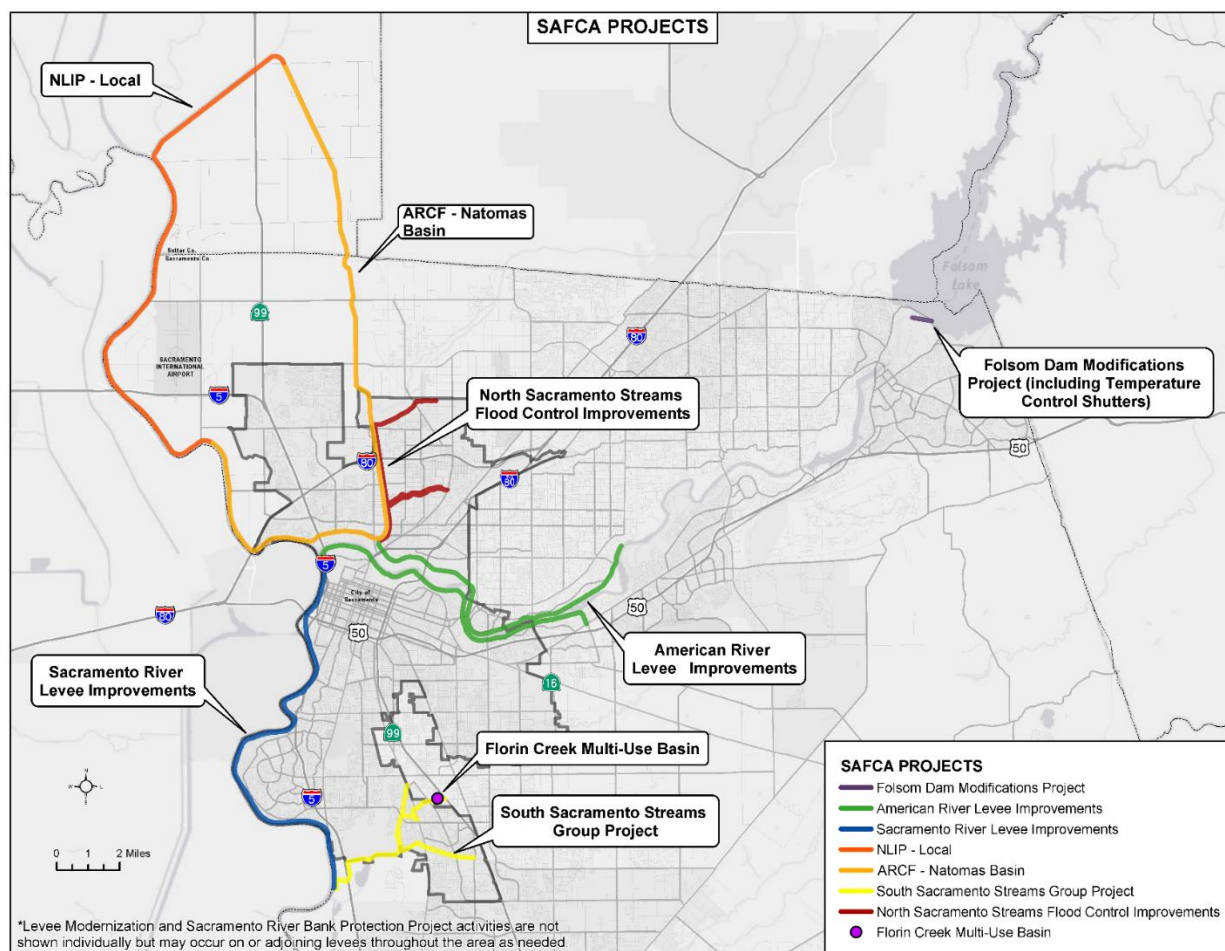 SAFCA PROJECTS
NLIP - Local
ARCF - Natomas
Basin
Sutter Co.
Sacramento Co.
Folsom
Lake
99
80
SACRAMENTO
INTERNATIONAL
AIRPORT
Folsom Dam Modifications
Project (including Temperature
Control Shutters)
5
North Sacramento Streams
Flood Control Improvements
50
80
80
5
City of
Sacramento
80
50
50
American River
Levee Improvements
Sacramento River
Levee Improvements
16
99
Florin Creek Multi-Use Basin
N
W
E
S
5
South Sacramento Streams
Group Project
0 1 2 Miles
*Levee Modernization and Sacramento River Bank Protection Project activities are not
shown individually but may occur on or adjoining levees throughout the area as needed.
SAFCA PROJECTS
Folsom Dam Modifications Project
American River Levee Improvements
Sacramento River Levee Improvements
NLIP - Local
ARCF - Natomas Basin
South Sacramento Streams Group Project
North Sacramento Streams Flood Control Improvements
Florin Creek Multi-Use Basin